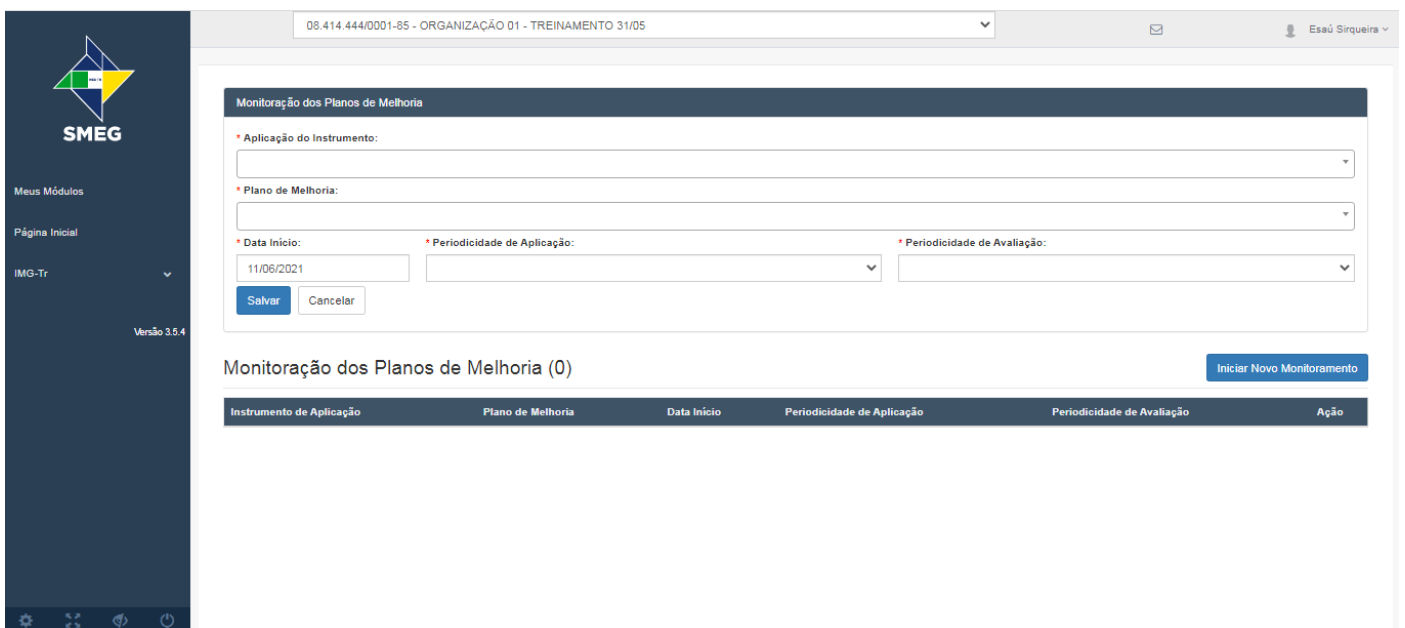 08.414.444/0001-85 - ORGANIZAÇÃO 01 - TREINAMENTO 31/05
Esaú Sirqueira
SMEG
Meus Módulos
Página Inicial
IMG-Tr
Versão 3.5.4
Monitoração dos Planos de Melhoria
* Aplicação do Instrumento:
* Plano de Melhoria:
* Data Início: * Periodicidade de Aplicação: * Periodicidade de Avaliação:
11/06/2021
Salvar Cancelar
Monitoração dos Planos de Melhoria (0) Iniciar Novo Monitoramento
Instrumento de Aplicação Plano de Melhoria Data Início Periodicidade de Aplicação Periodicidade de Avaliação Ação